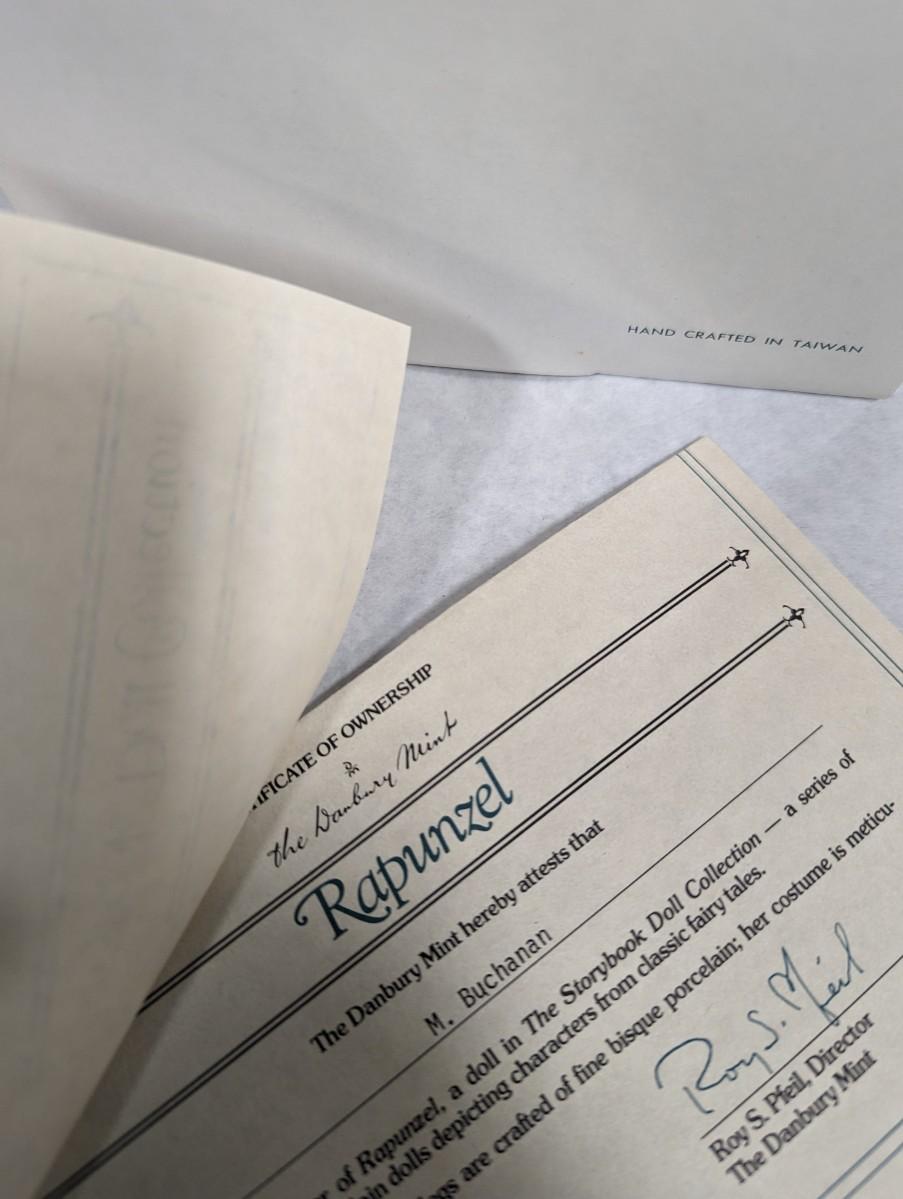 HAND CRAFTED IN TAIWAN
OF OWNERSHIP
the Danbury Mint
Rapunzel
The Danbury Mint hereby attests that
M. Buchanan
of Rapunzel, a doll in The Storybook Doll Collection — a series of
dolls depicting characters from classic fairy tales.
are crafted of fine bisque porcelain; her costume is meticu-
Roy S. Pfeil
Roy S. Pfeil, Director
The Danbury Mint